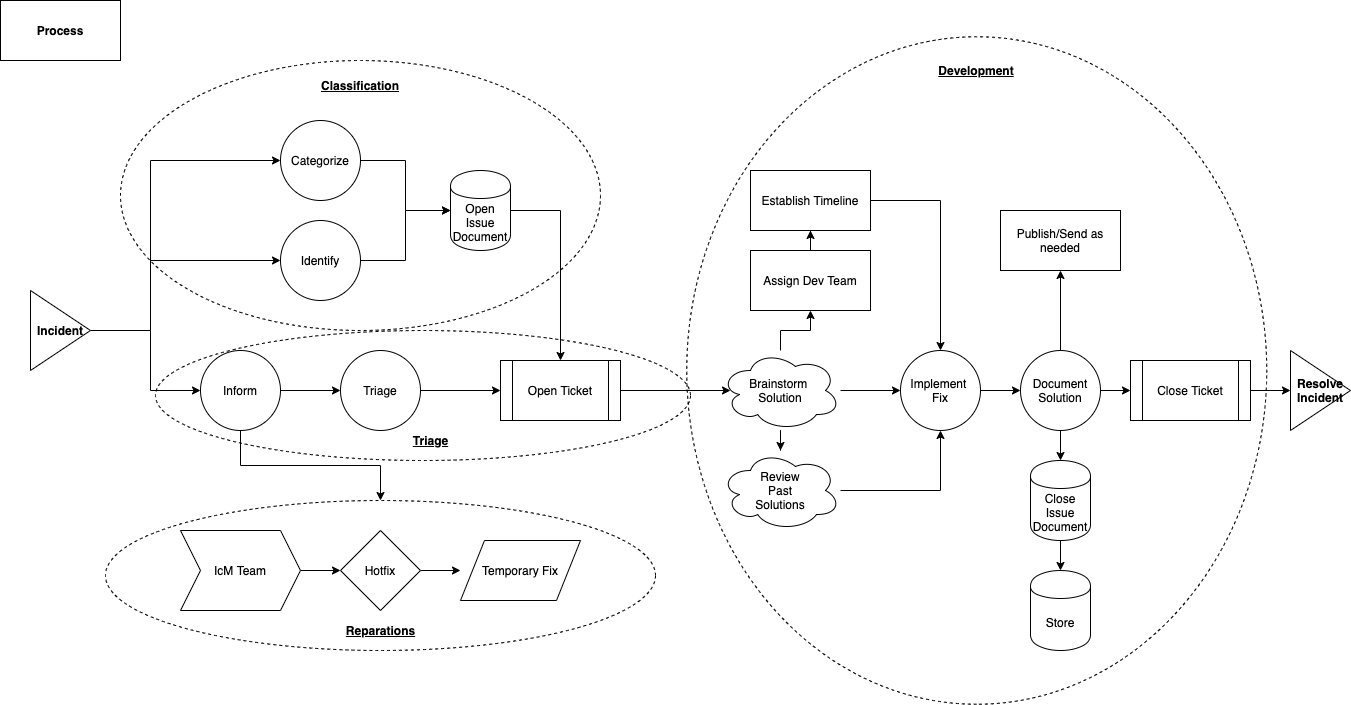 Process
Classification
Categorize
Identify
Open
Issue
Document
Incident
Inform
Triage
Open Ticket
Triage
IcM Team
Hotfix
Temporary Fix
Reparations
Development
Establish Timeline
Assign Dev Team
Brainstorm
Solution
Review
Past
Solutions
Implement
Fix
Publish/Send as
needed
Document
Solution
Close
Issue
Document
Store
Close Ticket
Resolve
Incident